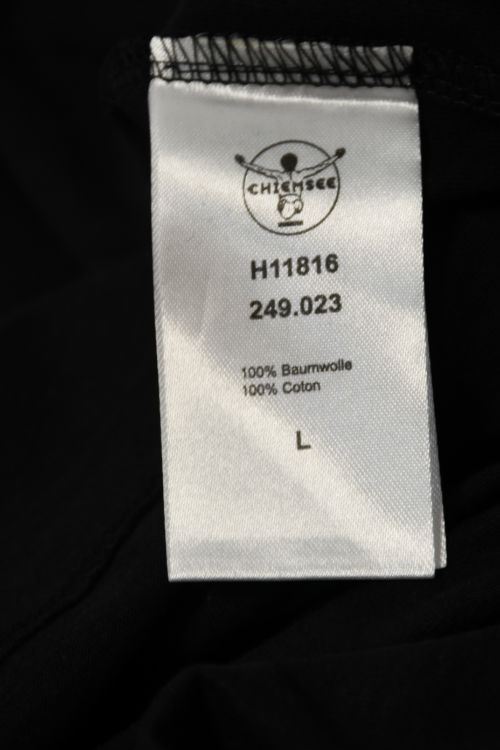 CHIEMSEE
H11816
249.023
100% Baumwolle
100% Coton
L